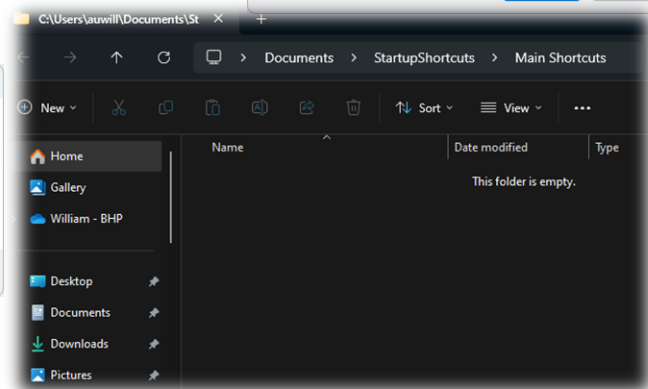 C:\Users\auwill\Documents\St
Documents > StartupShortcuts > Main Shortcuts
New Sort View ...
Name Date modified Type
This folder is empty.
Home
Gallery
William - BHP
Desktop
Documents
Downloads
Pictures